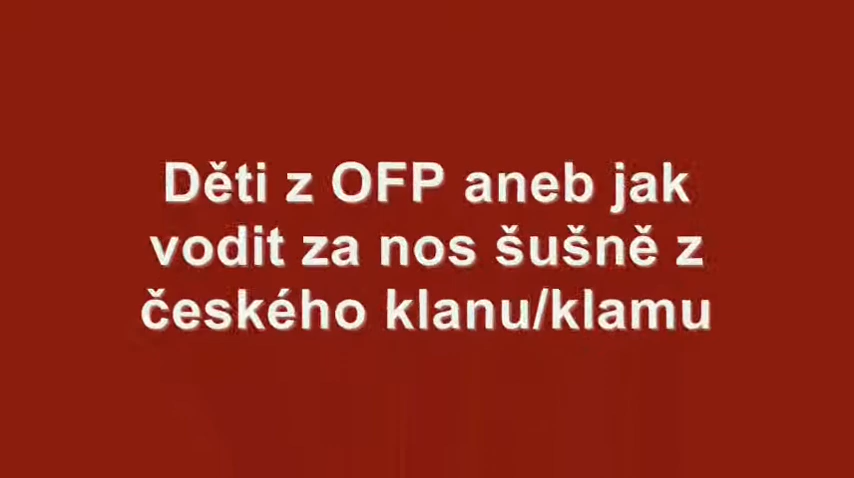 Děti z OFP aneb jak
vodit za nos šušně z
českého klanu/klamu